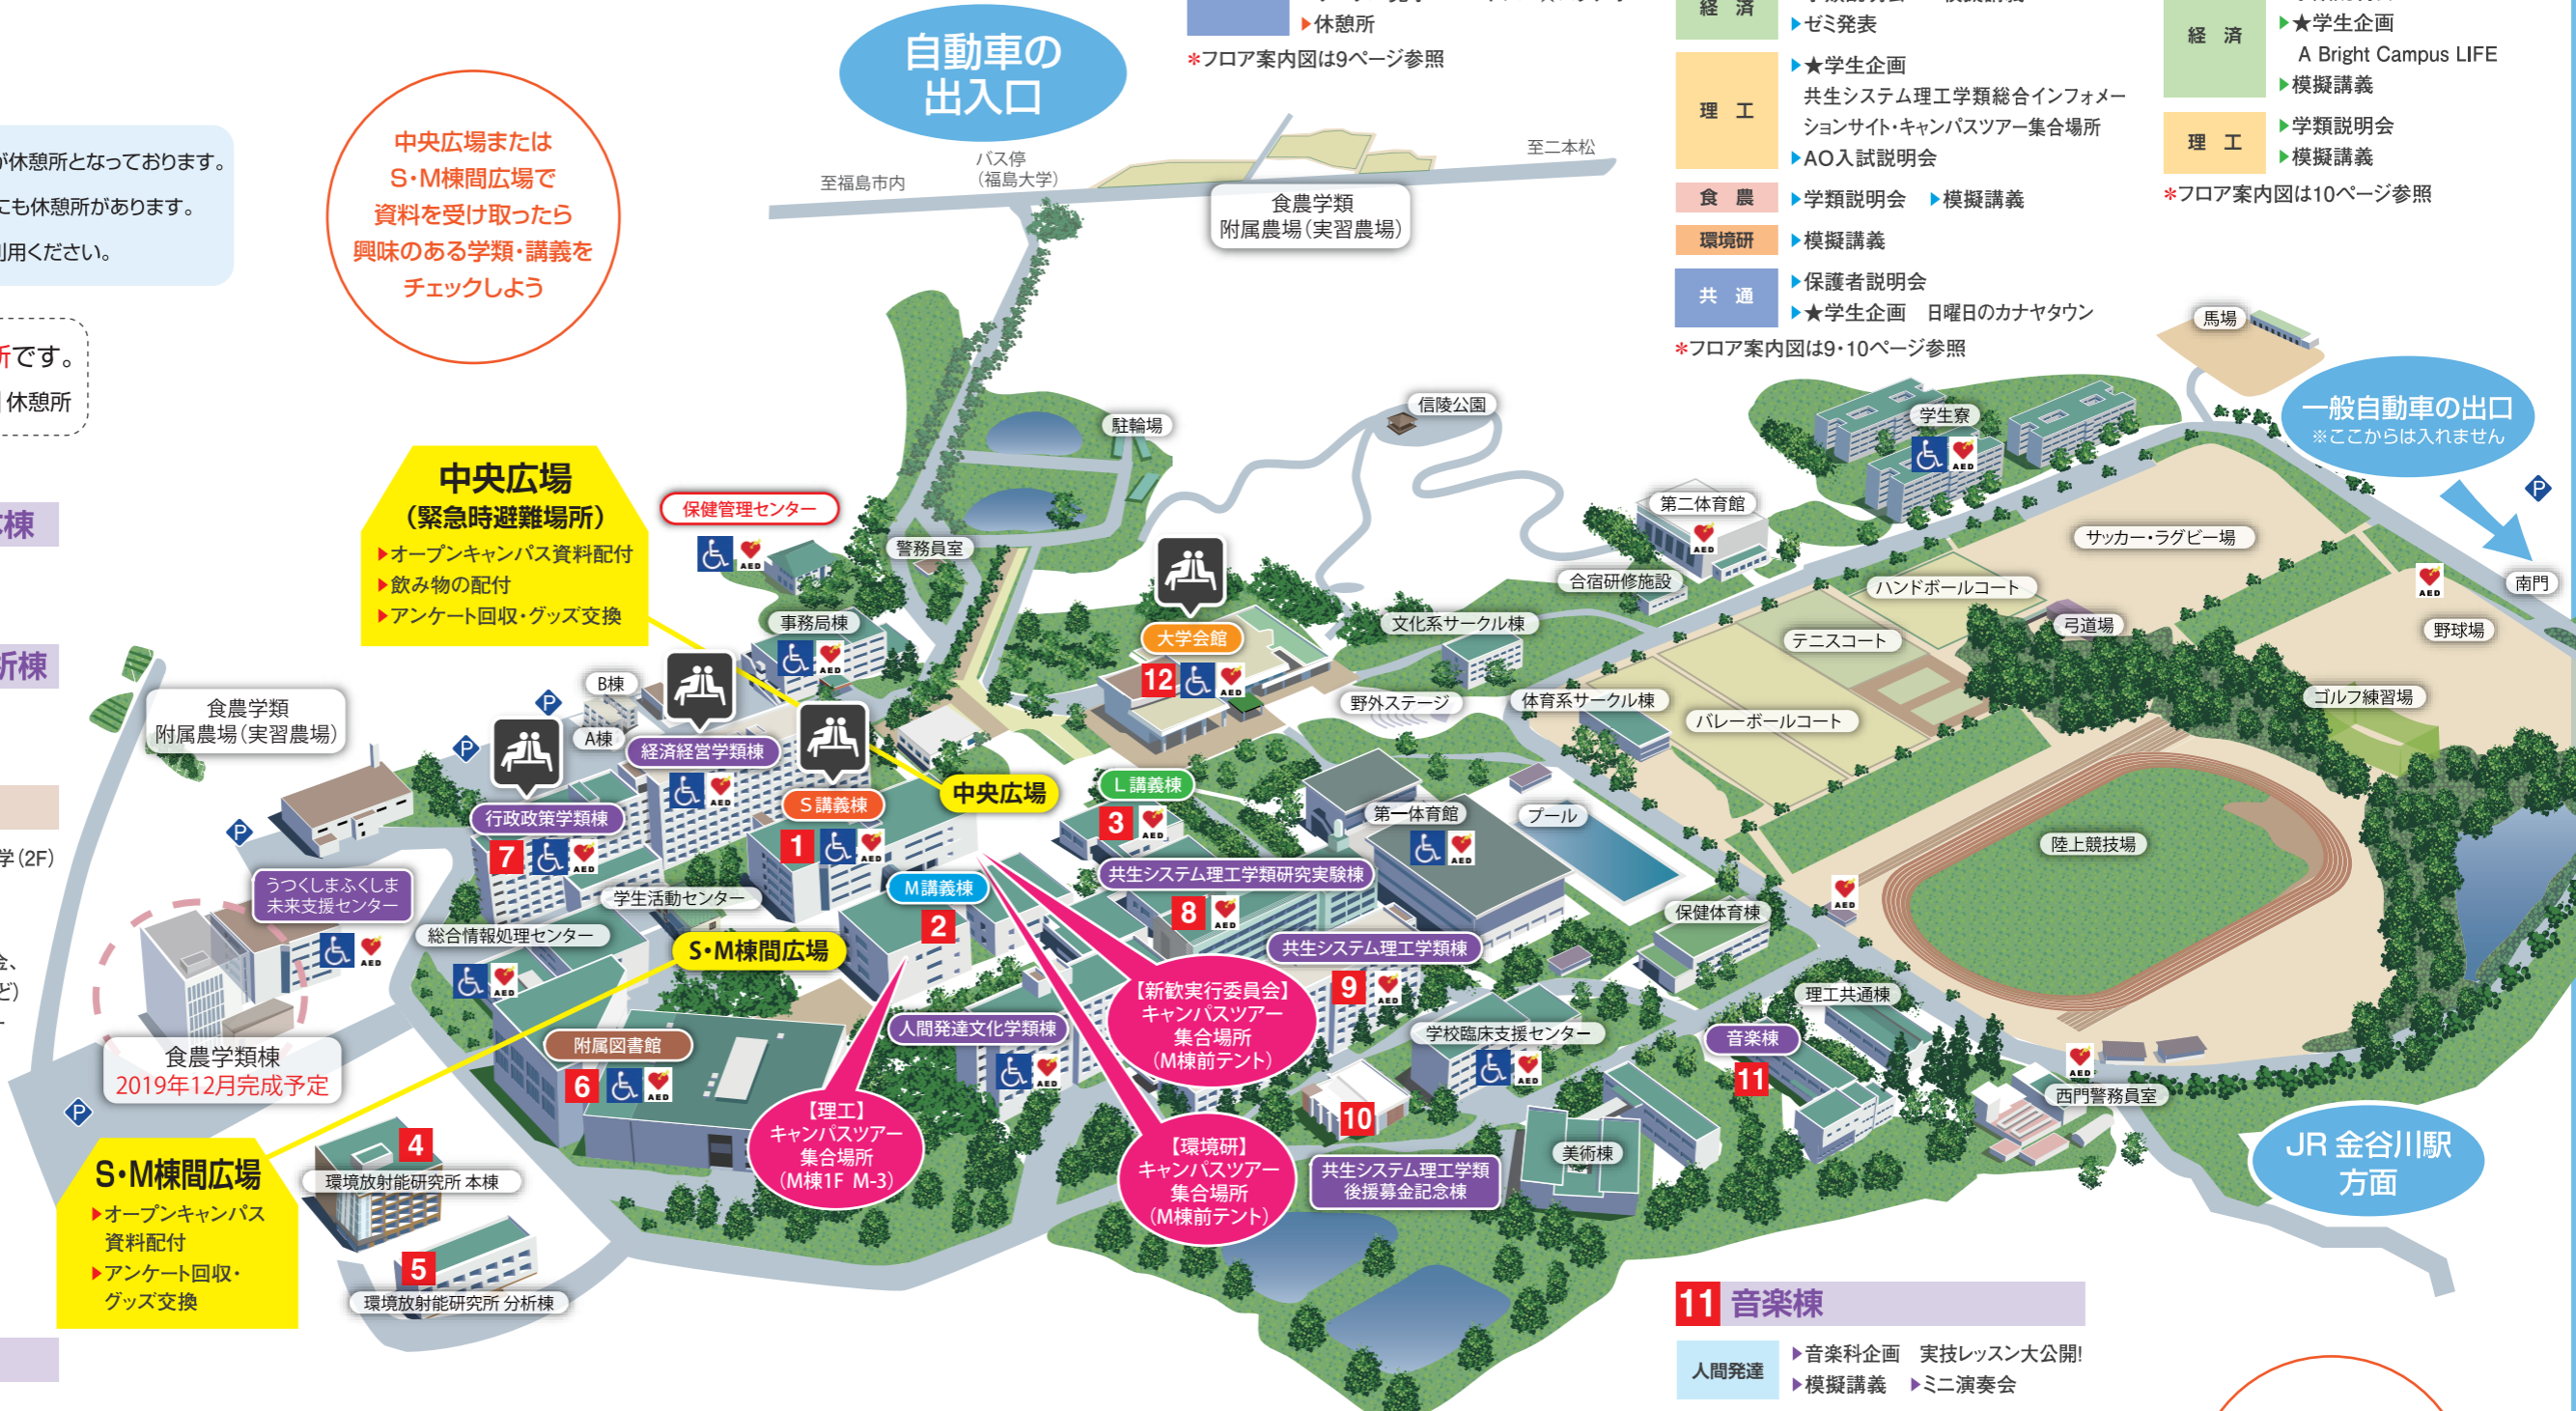 ▶休憩所
*フロア案内図は9ページ参照
経 済
▶ゼミ発表
理 工
▶★学生企画
共生システム理工学類総合インフォメー
ションサイト・キャンパスツアー集合場所
▶AO入試説明会
食 農
▶学類説明会 ▶模擬講義
環境研
▶模擬講義
共 通
▶保護者説明会
▶★学生企画 日曜日のカナヤタウン
*フロア案内図は9・10ページ参照
経 済
▶★学生企画
A Bright Campus LIFE
▶模擬講義
理 工
▶学類説明会
▶模擬講義
*フロア案内図は10ページ参照
が休憩所となっております。
にも休憩所があります。
利用ください。
所です。
休憩所
棟
析棟
学(2F)
金、
ど)
中央広場または
S・M棟間広場で
資料を受け取ったら
興味のある学類・講義を
チェックしよう
自動車の
出入口
至福島市内
バス停
(福島大学)
至二本松
食農学類
附属農場(実習農場)
中央広場
(緊急時避難場所)
▶オープンキャンパス資料配付
▶飲み物の配付
▶アンケート回収・グッズ交換
保健管理センター
AED
警務員室
駐輪場
信陵公園
馬場
一般自動車の出口
※ここからは入れません
P
南門
学生寮
AED
第二体育館
AED
合宿研修施設
サッカー・ラグビー場
ハンドボールコート
テニスコート
弓道場
AED
野球場
ゴルフ練習場
バレーボールコート
文化系サークル棟
体育系サークル棟
野外ステージ
大学会館
12
AED
事務局棟
AED
B棟
A棟
P
P
P
食農学類
附属農場(実習農場)
経済経営学類棟
AED
行政政策学類棟
7
AED
S講義棟
1
AED
中央広場
L講義棟
3
AED
第一体育館
AED
プール
陸上競技場
AED
うつくしまふくしま
未来支援センター
AED
学生活動センター
M講義棟
2
共生システム理工学類研究実験棟
8
AED
保健体育棟
総合情報処理センター
AED
S・M棟間広場
共生システム理工学類棟
9
AED
【新歓実行委員会】
キャンパスツアー
集合場所
(M棟前テント)
理工共通棟
食農学類棟
2019年12月完成予定
P
附属図書館
6
AED
人間発達文化学類棟
AED
学校臨床支援センター
AED
音楽棟
11
AED
西門警務員室
【理工】
キャンパスツアー
集合場所
(M棟1F M-3)
【環境研】
キャンパスツアー
集合場所
(M棟前テント)
10
共生システム理工学類
後援募金記念棟
美術棟
JR 金谷川駅
方面
S・M棟間広場
▶オープンキャンパス
資料配付
▶アンケート回収・
グッズ交換
4
環境放射能研究所 本棟
5
環境放射能研究所 分析棟
11 音楽棟
人間発達
▶音楽科企画 実技レッスン大公開!
▶模擬講義 ▶ミニ演奏会